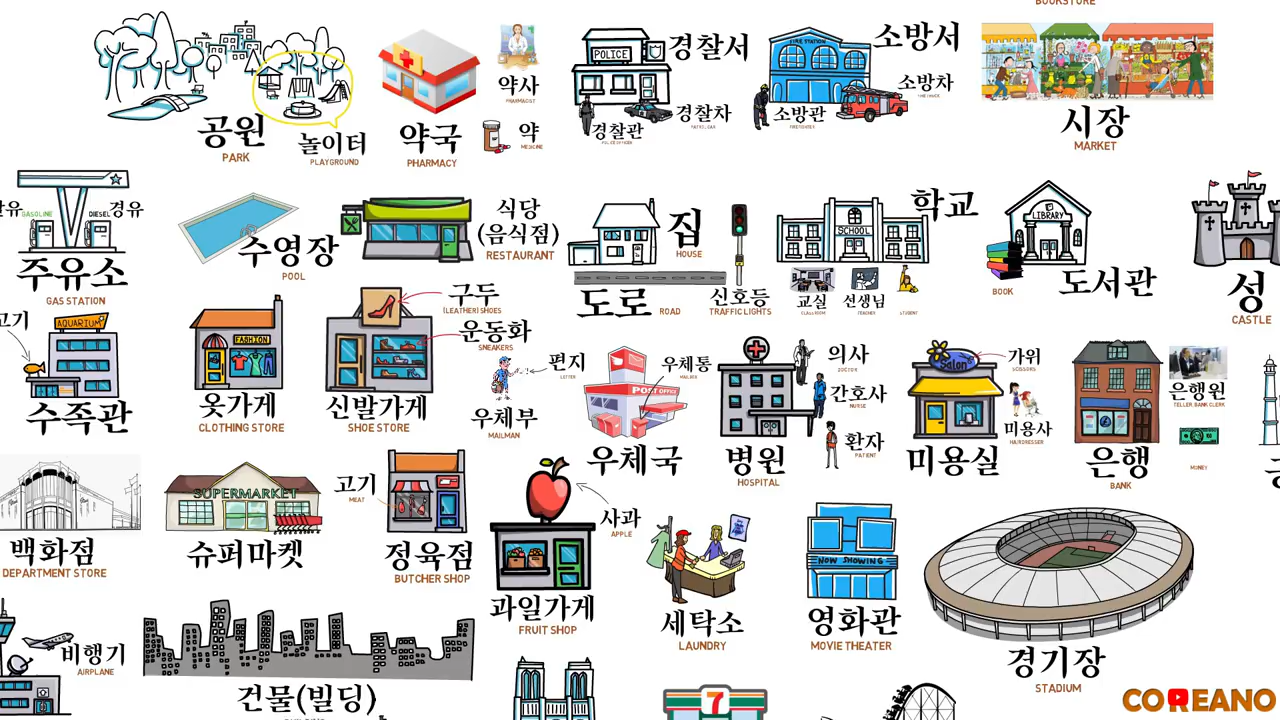 BOOKSTORE
공원
PARK
놀이터
PLAYGROUND
약국
PHARMACY
약사
PHARMACIST
약
MEDICINE
POLICE
경찰서
경찰관
POLICE OFFICER
경찰차
PATROL CAR
FIRE STATION
소방서
소방차
소방관
시장
MARKET
GASOLINE
DIESEL
경유
주유소
GAS STATION
수영장
POOL
식당
(음식점)
RESTAURANT
집
HOUSE
도로
ROAD
신호등
TRAFFIC LIGHTS
SCHOOL
학교
교실
CLASSROOM
선생님
TEACHER
STUDENT
LIBRARY
BOOK
도서관
성
CASTLE
고기
AQUARIUM
수족관
FASHION
옷가게
CLOTHING STORE
구두
(LEATHER) SHOES
운동화
SNEAKERS
신발가게
SHOE STORE
편지
LETTER
우체부
MAILMAN
우체통
MAILBOX
POST OFFICE
우체국
의사
DOCTOR
간호사
NURSE
환자
PATIENT
병원
HOSPITAL
Salon
가위
SCISSORS
미용사
HAIRDRESSER
미용실
은행원
TELLER, BANK CLERK
은행
BANK
MONEY
백화점
DEPARTMENT STORE
SUPERMARKET
슈퍼마켓
고기
MEAT
정육점
BUTCHER SHOP
사과
APPLE
과일가게
FRUIT SHOP
세탁소
LAUNDRY
NOW SHOWING
영화관
MOVIE THEATER
경기장
STADIUM
비행기
AIRPLANE
건물(빌딩)
7
COREANO